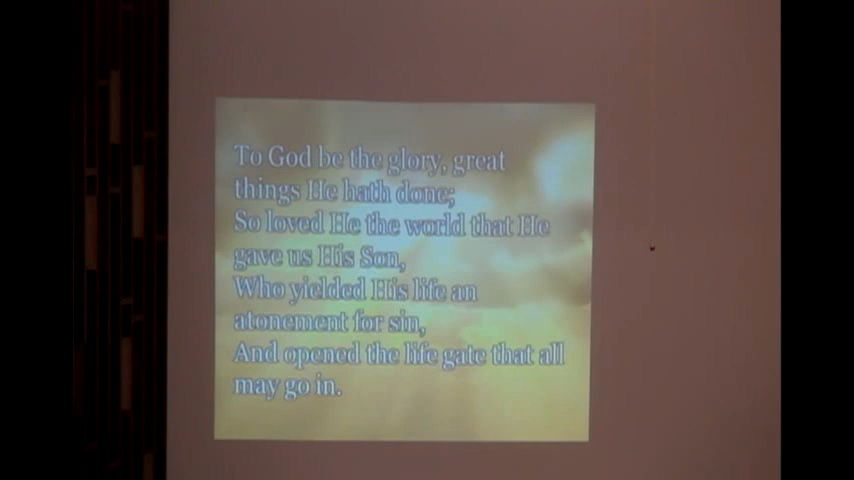 To God be the glory, great
things He hath done;
So loved He the world that He
gave us His Son,
Who yielded His life an
atonement for sin,
And opened the life gate that all
may go in.